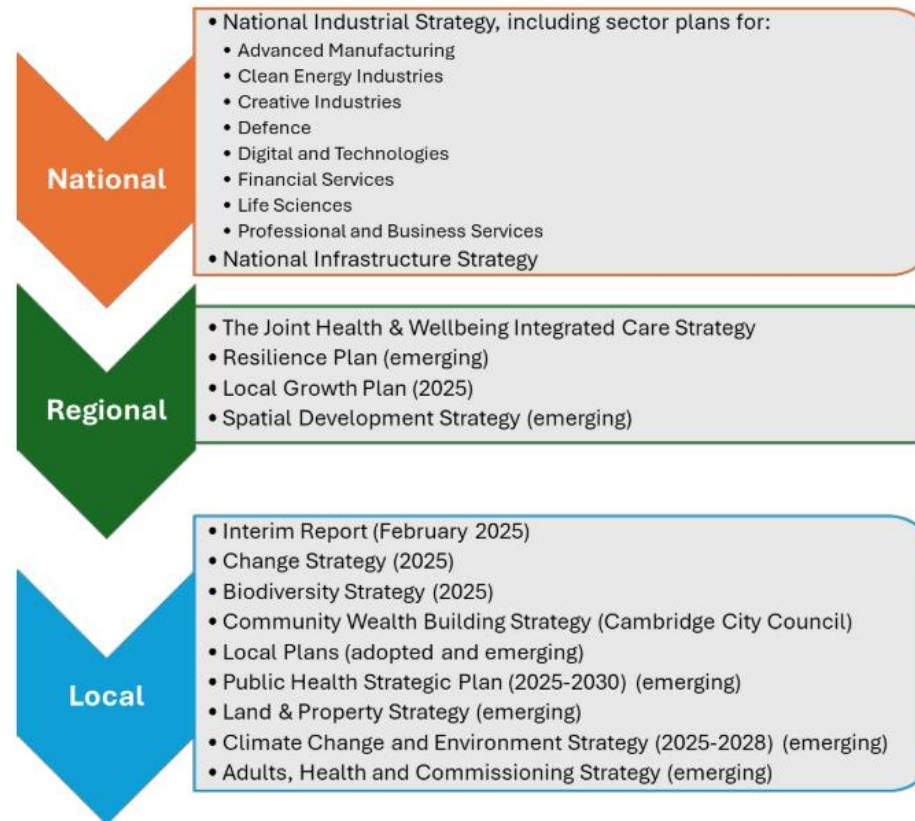 National
• National Industrial Strategy, including sector plans for:
• Advanced Manufacturing
• Clean Energy Industries
• Creative Industries
• Defence
• Digital and Technologies
• Financial Services
• Life Sciences
• Professional and Business Services
• National Infrastructure Strategy
Regional
• The Joint Health & Wellbeing Integrated Care Strategy
• Resilience Plan (emerging)
• Local Growth Plan (2025)
• Spatial Development Strategy (emerging)
Local
• Interim Report (February 2025)
• Change Strategy (2025)
• Biodiversity Strategy (2025)
• Community Wealth Building Strategy (Cambridge City Council)
• Local Plans (adopted and emerging)
• Public Health Strategic Plan (2025-2030) (emerging)
• Land & Property Strategy (emerging)
• Climate Change and Environment Strategy (2025-2028) (emerging)
• Adults, Health and Commissioning Strategy (emerging)